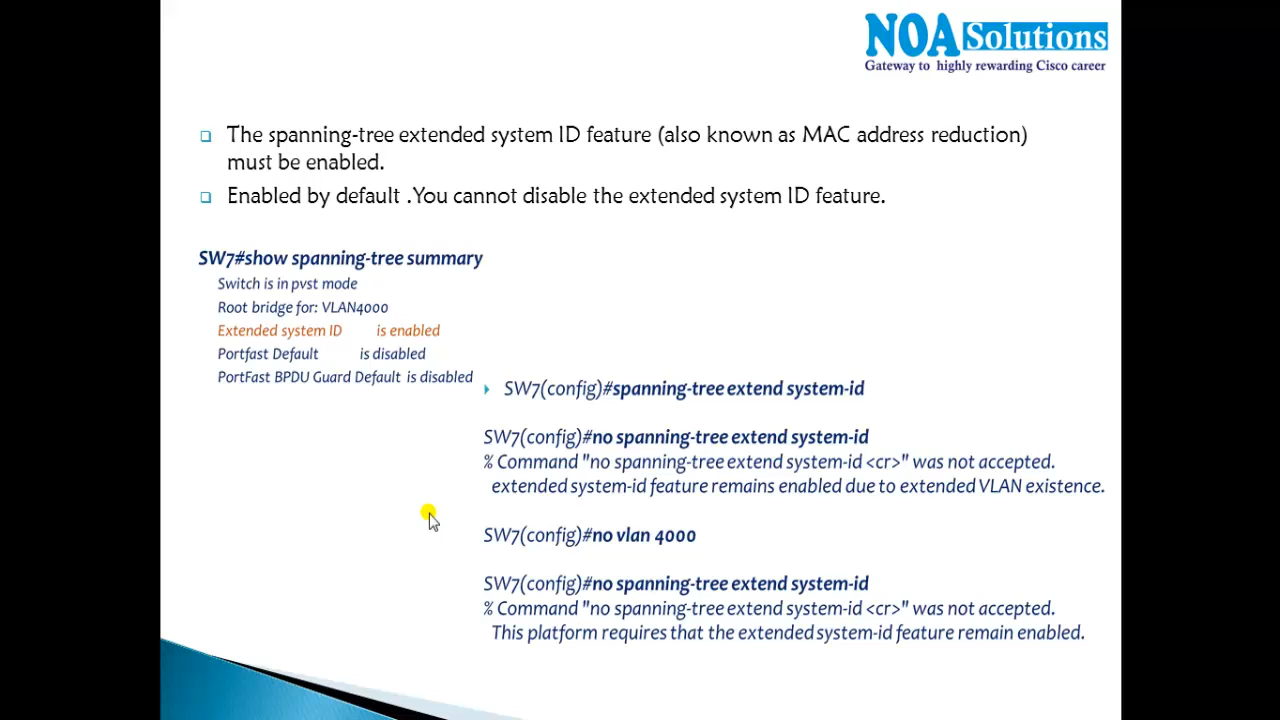 NOA Solutions
Gateway to highly rewarding Cisco career
The spanning-tree extended system ID feature (also known as MAC address reduction)
must be enabled.
Enabled by default .You cannot disable the extended system ID feature.
SW7#show spanning-tree summary
Switch is in pvst mode
Root bridge for: VLAN4000
Extended system ID is enabled
Portfast Default is disabled
PortFast BPDU Guard Default is disabled
SW7(config)#spanning-tree extend system-id
SW7(config)#no spanning-tree extend system-id
% Command "no spanning-tree extend system-id <cr>" was not accepted.
extended system-id feature remains enabled due to extended VLAN existence.
SW7(config)#no vlan 4000
SW7(config)#no spanning-tree extend system-id
% Command "no spanning-tree extend system-id <cr>" was not accepted.
This platform requires that the extended system-id feature remain enabled.